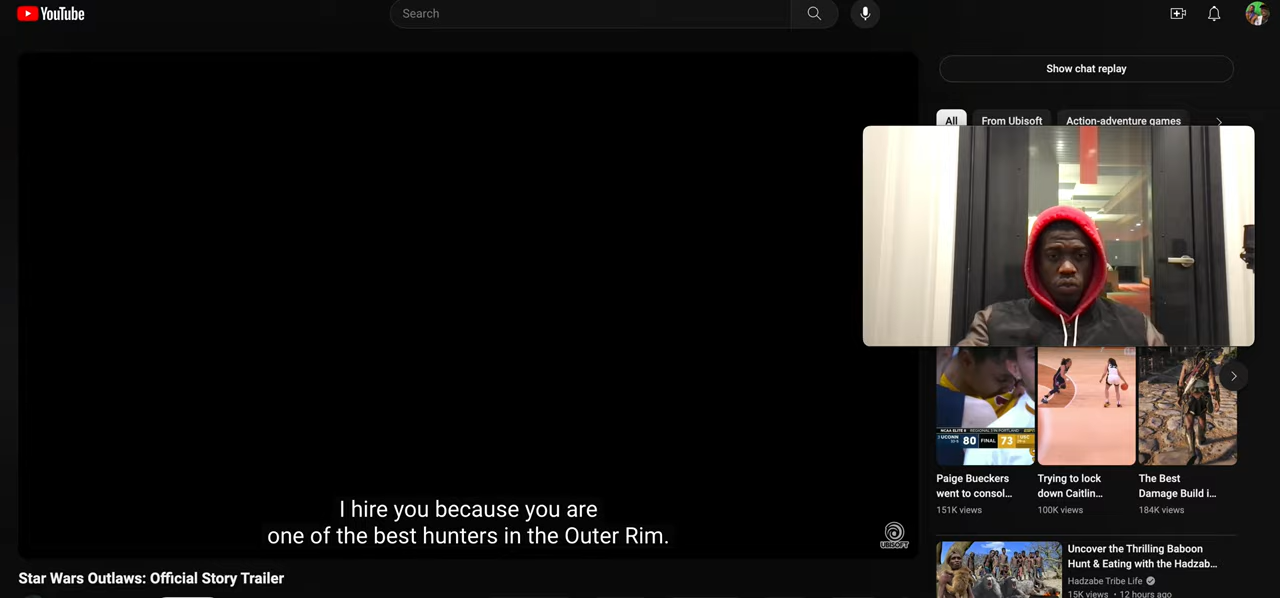 YouTube
Search
Show chat replay
All
From Ubisoft
Action-adventure games
I hire you because you are
one of the best hunters in the Outer Rim.
UBISOFT
Star Wars Outlaws: Official Story Trailer
80 FINAL 73
Paige Bueckers
went to consol...
151K views
Trying to lock
down Caitlin...
100K views
The Best
Damage Build i...
184K views
Uncover the Thrilling Baboon
Hunt & Eating with the Hadzab...
Hadzabe Tribe Life
15K views • 12 hours ago